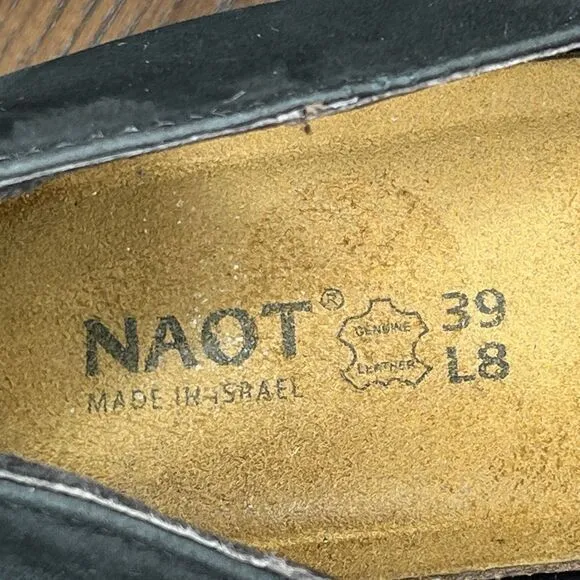 NAOT®
MADE IN ISRAEL
GENUINE
LEATHER
39
L8